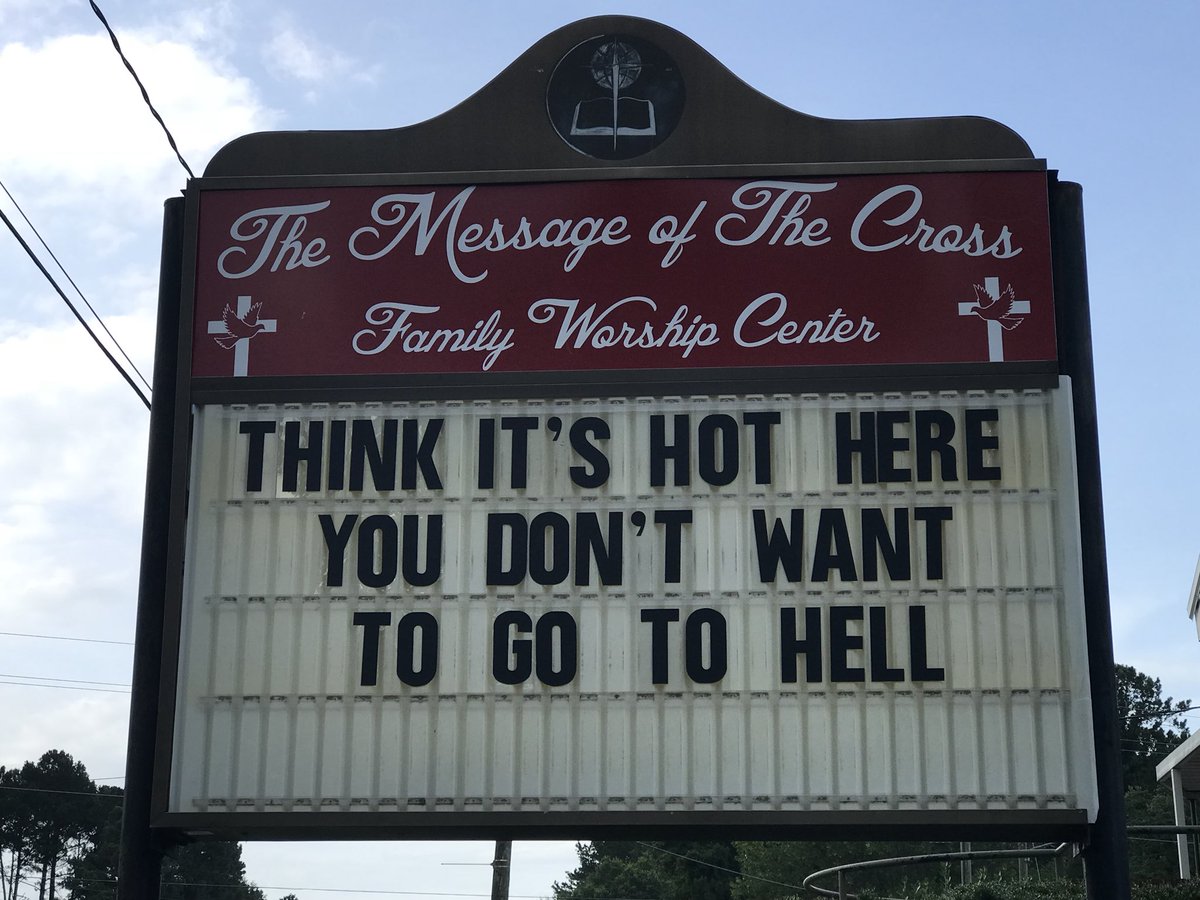 The Message of The Cross
Family Worship Center
THINK IT'S HOT HERE
YOU DON'T WANT
TO GO TO HELL